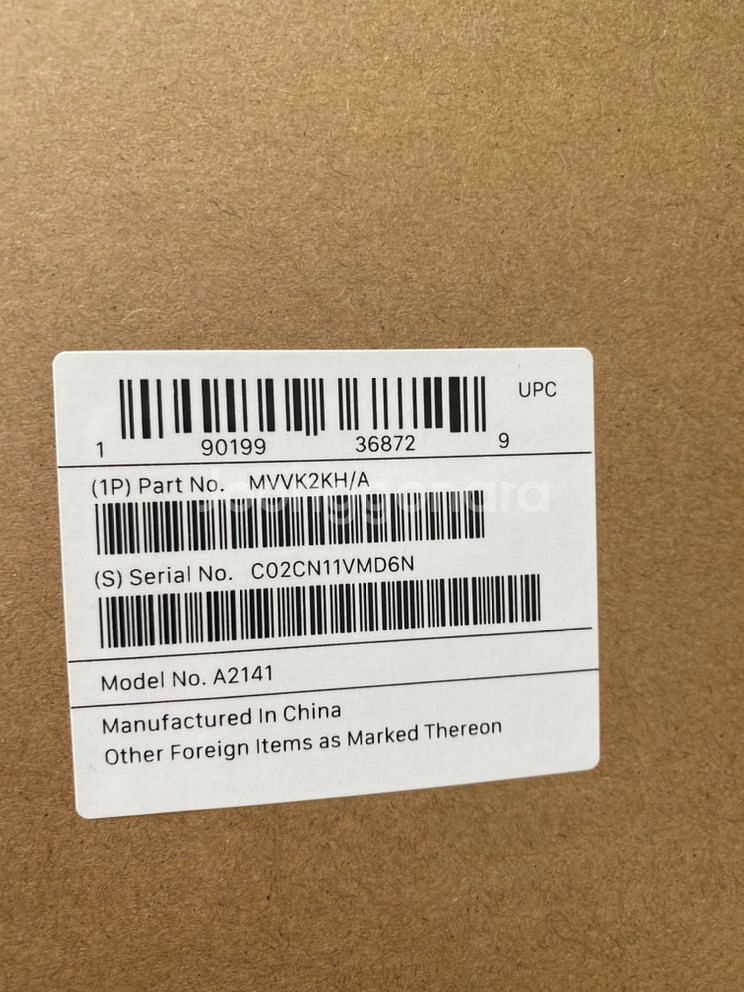 UPC
1 90199 36872 9
(1P) Part No. MVVK2KH/A
Joonggonara
(S) Serial No. C02CN11VMD6N
Model No. A2141
Manufactured In China
Other Foreign Items as Marked Thereon